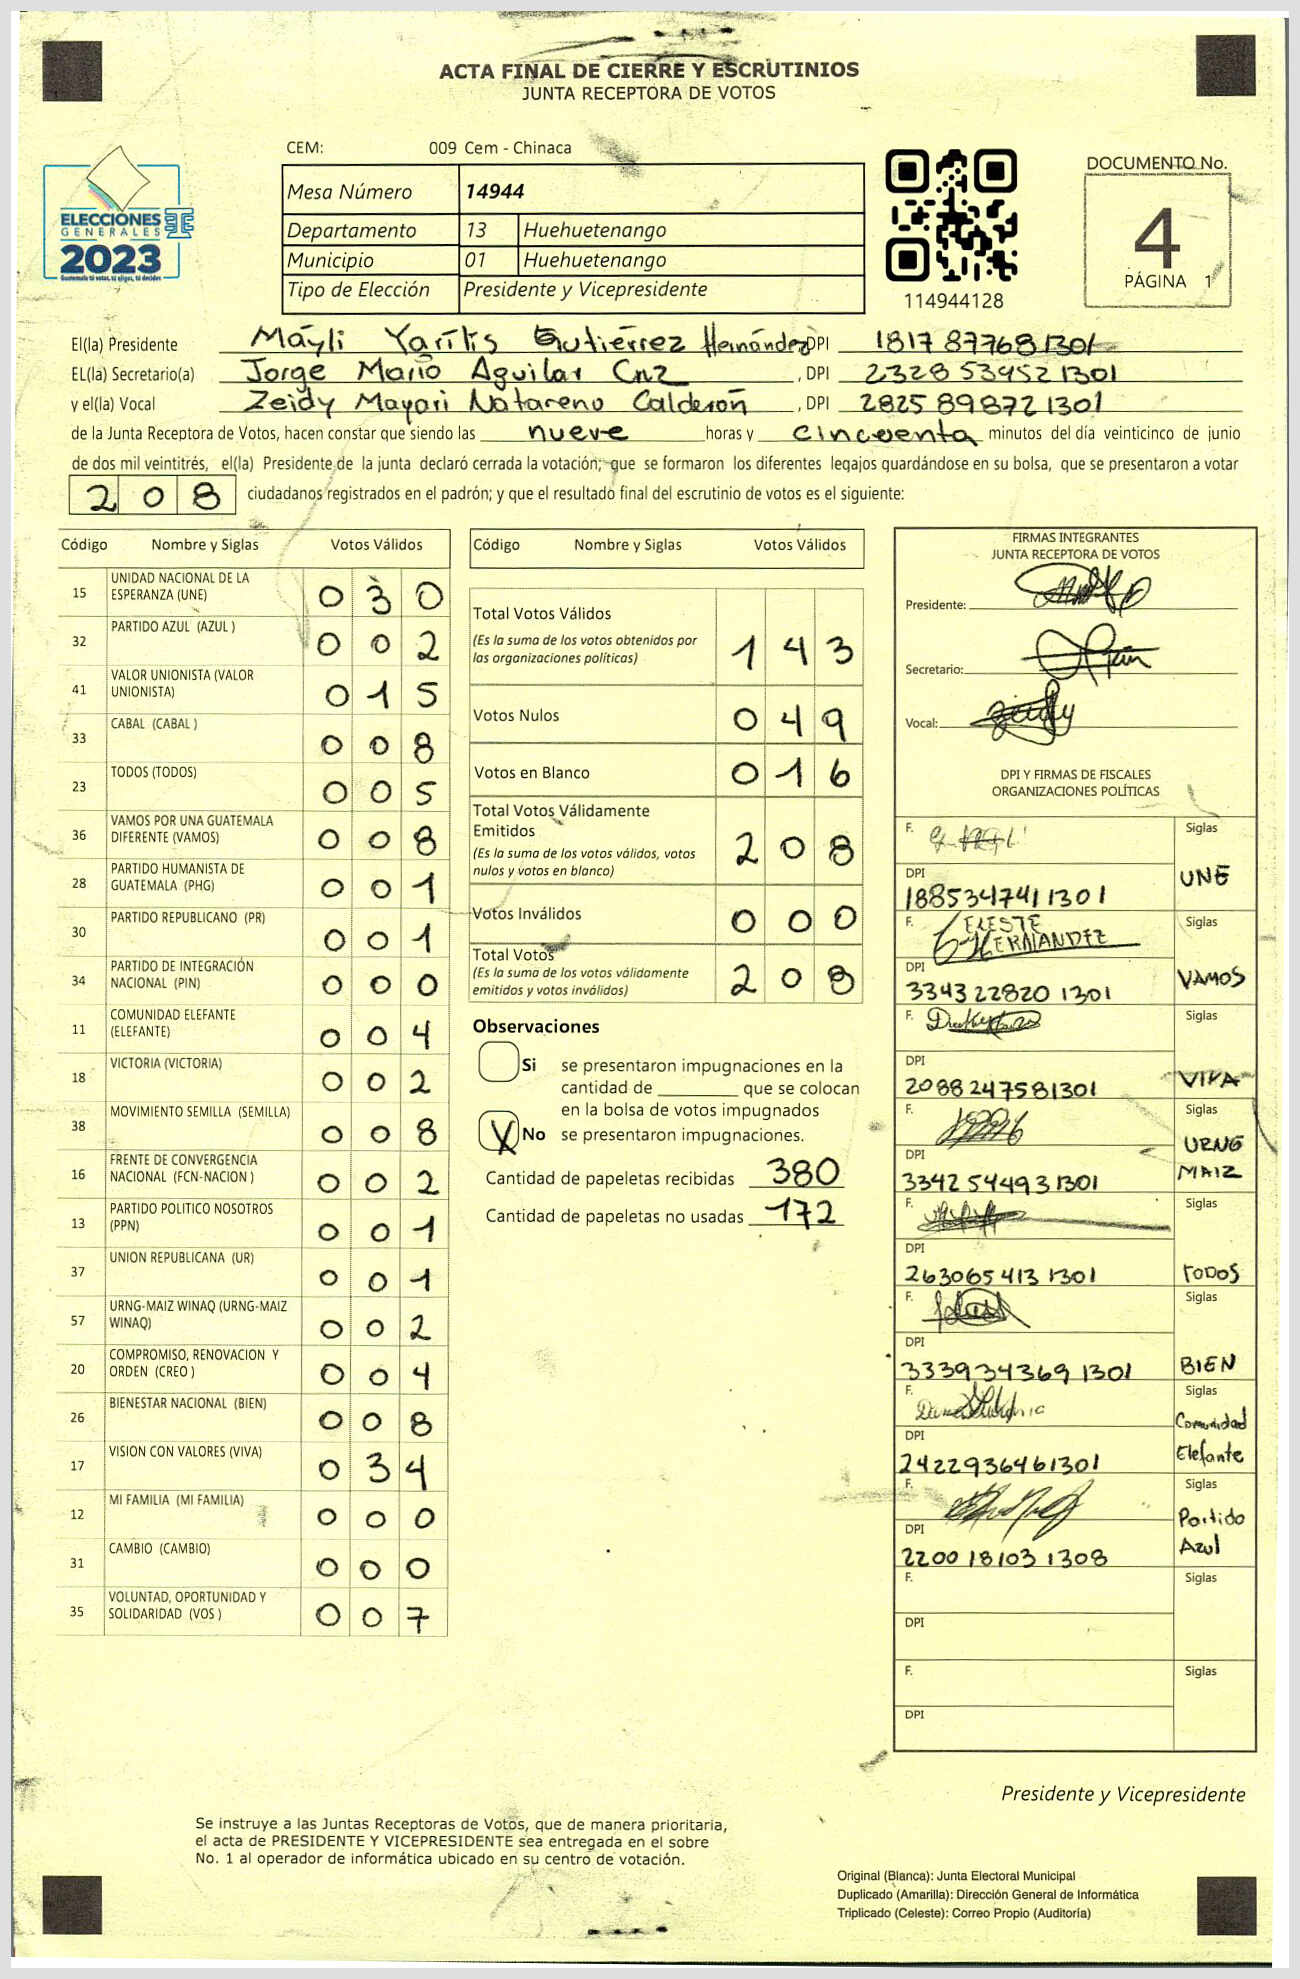 ACTA FINAL DE CIERRE Y ESCRUTINIOS
JUNTA RECEPTORA DE VOTOS
CEM: 009 Cem - Chinaca
Mesa Número 14944
Departamento 13 Huehuetenango
Municipio 01 Huehuetenango
Tipo de Elección Presidente y Vicepresidente
ELECCIONES
GENERALES
2023
Guatemala tú votas, tú eliges, tú decides
114944128
DOCUMENTO No.
4
PÁGINA 1
El(la) Presidente Máyli Yarítis Gutiérrez Hernández DPI 1817 87768 1301
EL(la) Secretario(a) Jorge Mario Aguilar Cruz , DPI 2328 53452 1301
y el(la) Vocal Zeidy Mayari Natareno Calderón , DPI 2825 89872 1301
de la Junta Receptora de Votos, hacen constar que siendo las nueve horas y cincuenta minutos del día veinticinco de junio
de dos mil veintitrés, el(la) Presidente de la junta declaró cerrada la votación; que se formaron los diferentes legajos guardándose en su bolsa, que se presentaron a votar
208 ciudadanos registrados en el padrón; y que el resultado final del escrutinio de votos es el siguiente:
Código Nombre y Siglas Votos Válidos
15 UNIDAD NACIONAL DE LA
ESPERANZA (UNE) 0 3 0
32 PARTIDO AZUL (AZUL ) 0 0 2
41 VALOR UNIONISTA (VALOR
UNIONISTA) 0 1 5
33 CABAL (CABAL ) 0 0 8
23 TODOS (TODOS) 0 0 5
36 VAMOS POR UNA GUATEMALA
DIFERENTE (VAMOS) 0 0 8
28 PARTIDO HUMANISTA DE
GUATEMALA (PHG) 0 0 1
30 PARTIDO REPUBLICANO (PR) 0 0 1
34 PARTIDO DE INTEGRACIÓN
NACIONAL (PIN) 0 0 0
11 COMUNIDAD ELEFANTE
(ELEFANTE) 0 0 4
18 VICTORIA (VICTORIA) 0 0 2
38 MOVIMIENTO SEMILLA (SEMILLA) 0 0 8
16 FRENTE DE CONVERGENCIA
NACIONAL (FCN-NACION ) 0 0 2
13 PARTIDO POLITICO NOSOTROS
(PPN) 0 0 1
37 UNION REPUBLICANA (UR) 0 0 1
57 URNG-MAIZ WINAQ (URNG-MAIZ
WINAQ) 0 0 2
20 COMPROMISO, RENOVACION Y
ORDEN (CREO ) 0 0 4
26 BIENESTAR NACIONAL (BIEN) 0 0 8
17 VISION CON VALORES (VIVA) 0 3 4
12 MI FAMILIA (MI FAMILIA) 0 0 0
31 CAMBIO (CAMBIO) 0 0 0
35 VOLUNTAD, OPORTUNIDAD Y
SOLIDARIDAD (VOS ) 0 0 7
Código Nombre y Siglas Votos Válidos
Total Votos Válidos
(Es la suma de los votos obtenidos por
las organizaciones políticas) 1 4 3
Votos Nulos 0 4 9
Votos en Blanco 0 1 6
Total Votos Válidamente
Emitidos
(Es la suma de los votos válidos, votos
nulos y votos en blanco) 2 0 8
Votos Inválidos 0 0 0
Total Votos
(Es la suma de los votos válidamente
emitidos y votos inválidos) 2 0 8
Observaciones
Si se presentaron impugnaciones en la
cantidad de ________ que se colocan
en la bolsa de votos impugnados
X No se presentaron impugnaciones.
Cantidad de papeletas recibidas 380
Cantidad de papeletas no usadas 172
FIRMAS INTEGRANTES
JUNTA RECEPTORA DE VOTOS
Presidente:
Secretario:
Vocal:
DPI Y FIRMAS DE FISCALES
ORGANIZACIONES POLÍTICAS
F. Siglas
DPI UNE
188534741 1301
F. CELESTE Siglas
HERNANDEZ
DPI VAMOS
334322820 1301
F. Siglas
DPI VIVA
2088247581301
F. Siglas
URNG
DPI MAIZ
3342544931301
F. Siglas
DPI TODOS
263065413 1301
F. Siglas
DPI BIEN
333934369 1301
F. Siglas
Comunidad
DPI Elefante
2422936461301
F. Siglas
Partido
DPI Azul
2200 18103 1308
F. Siglas
DPI
F. Siglas
DPI
Presidente y Vicepresidente
Se instruye a las Juntas Receptoras de Votos, que de manera prioritaria,
el acta de PRESIDENTE Y VICEPRESIDENTE sea entregada en el sobre
No. 1 al operador de informática ubicado en su centro de votación.
Original (Blanca): Junta Electoral Municipal
Duplicado (Amarilla): Dirección General de Informática
Triplicado (Celeste): Correo Propio (Auditoría)